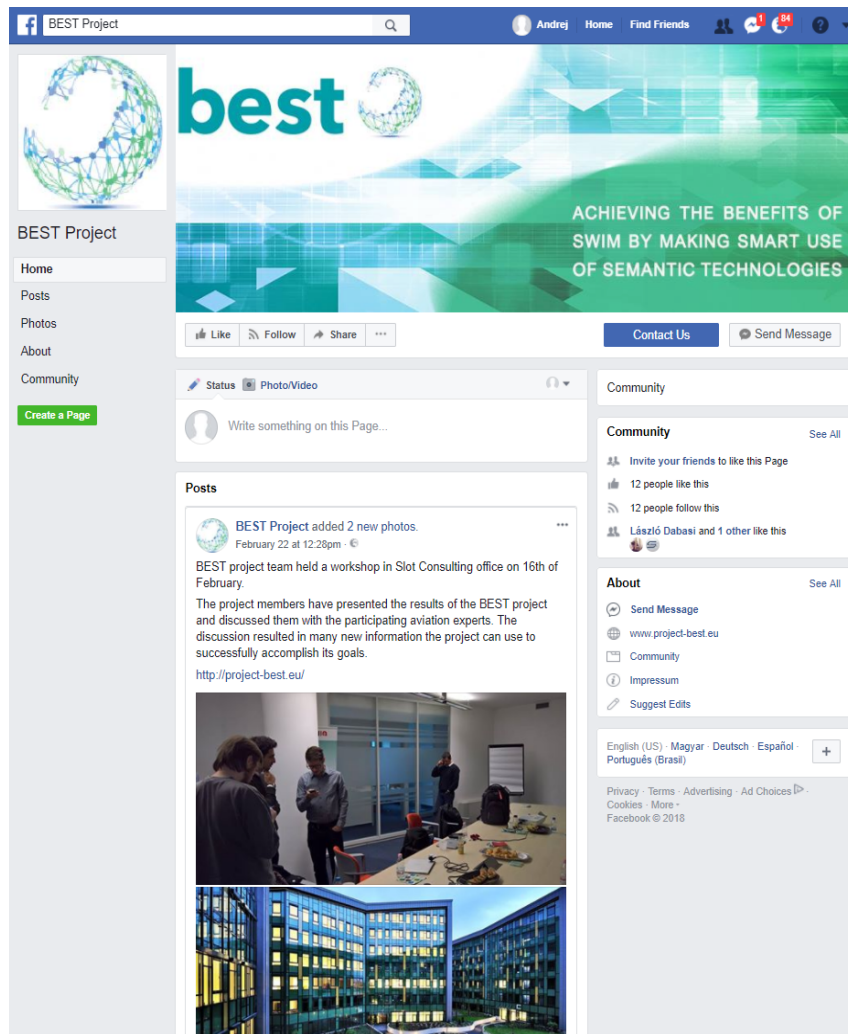 BEST Project
Andrej Home Find Friends 1 84
best
ACHIEVING THE BENEFITS OF
SWIM BY MAKING SMART USE
OF SEMANTIC TECHNOLOGIES
BEST Project
Home
Posts
Photos
About
Community
Create a Page
Like Follow Share
Contact Us Send Message
Status Photo/Video
Write something on this Page...
Posts
BEST Project added 2 new photos.
February 22 at 12:28pm ·
BEST project team held a workshop in Slot Consulting office on 16th of
February.
The project members have presented the results of the BEST project
and discussed them with the participating aviation experts. The
discussion resulted in many new information the project can use to
successfully accomplish its goals.
http://project-best.eu/
Community
Community See All
Invite your friends to like this Page
12 people like this
12 people follow this
László Dabasi and 1 other like this
About See All
Send Message
www.project-best.eu
Community
Impressum
Suggest Edits
English (US) · Magyar · Deutsch · Español ·
Português (Brasil)
Privacy · Terms · Advertising · Ad Choices ·
Cookies · More
Facebook © 2018